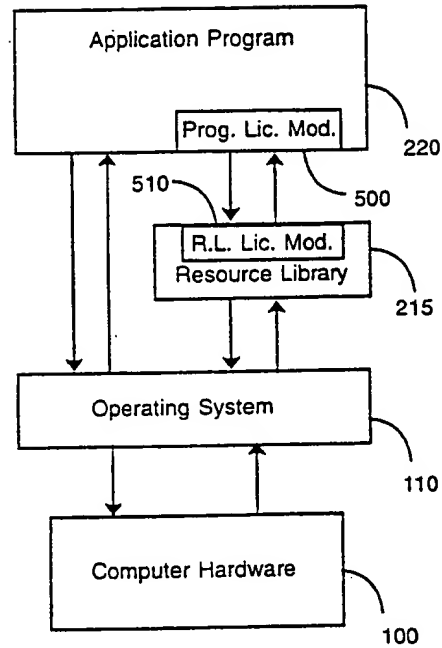 Application Program
Prog. Lic. Mod.
220
500
510
R.L. Lic. Mod.
Resource Library
215
Operating System
110
Computer Hardware
100